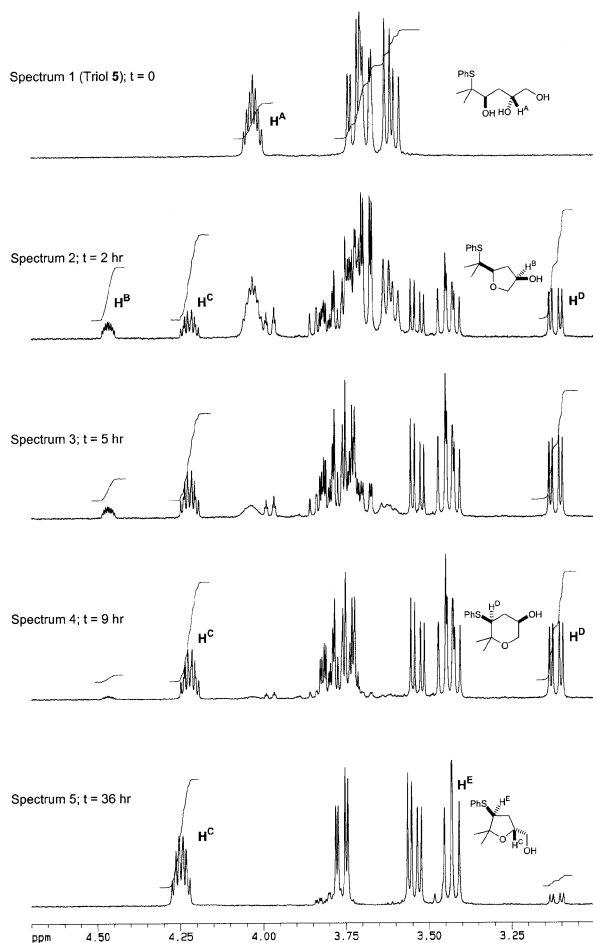 Spectrum 1 (Triol 5); t = 0
H^A
PhS
OH
OH
HO H^A
Spectrum 2; t = 2 hr
H^B
H^C
PhS
H^B
OH
O
H^D
Spectrum 3; t = 5 hr
Spectrum 4; t = 9 hr
H^C
H^D
PhS
OH
O
H^D
Spectrum 5; t = 36 hr
H^C
H^E
PhS
H^E
O
H^C
OH
ppm 4.50 4.25 4.00 3.75 3.50 3.25